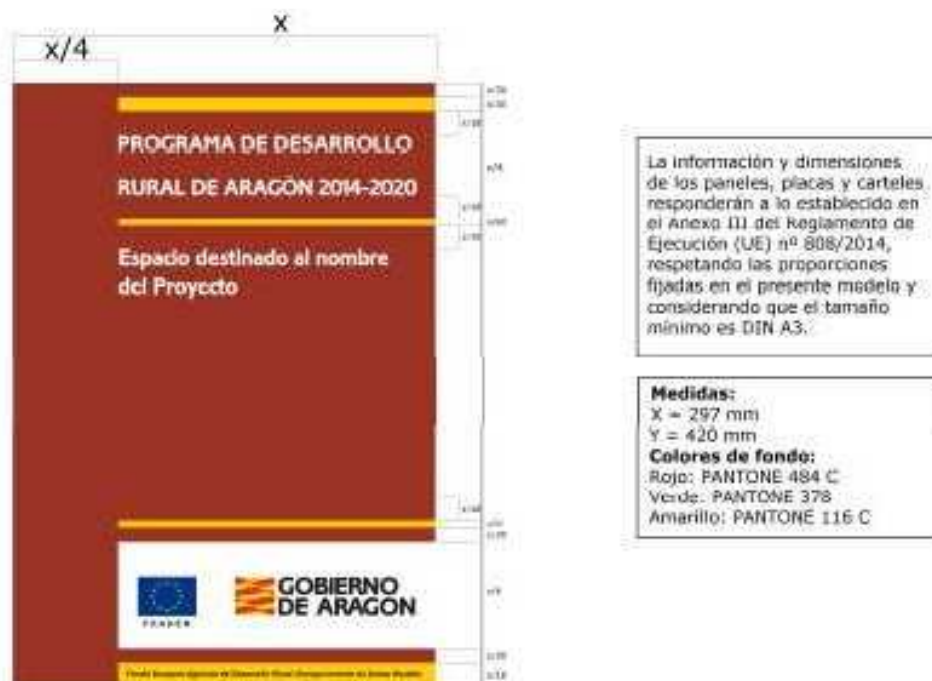 x
x/4
PROGRAMA DE DESARROLLO
RURAL DE ARAGÓN 2014-2020
Espacio destinado al nombre
del Proyecto
GOBIERNO
DE ARAGON
FEADER
La información y dimensiones
de los paneles, placas y carteles
responderán a lo establecido en
el Anexo III del Reglamento de
Ejecución (UE) nº 808/2014,
respetando las proporciones
fijadas en el presente modelo y
considerando que el tamaño
mínimo es DIN A3.
Medidas:
X = 297 mm
Y = 420 mm
Colores de fondo:
Rojo: PANTONE 484 C
Verde: PANTONE 378
Amarillo: PANTONE 116 C